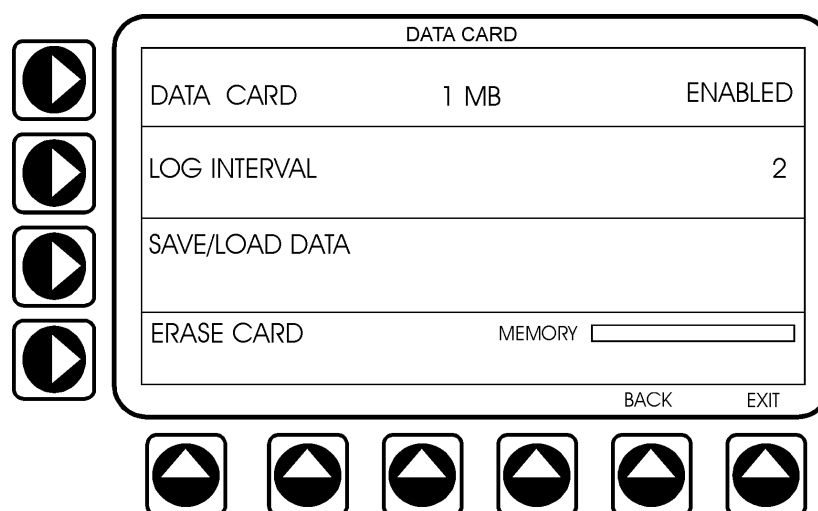 DATA CARD
DATA CARD 1 MB ENABLED
LOG INTERVAL 2
SAVE/LOAD DATA
ERASE CARD MEMORY
BACK EXIT